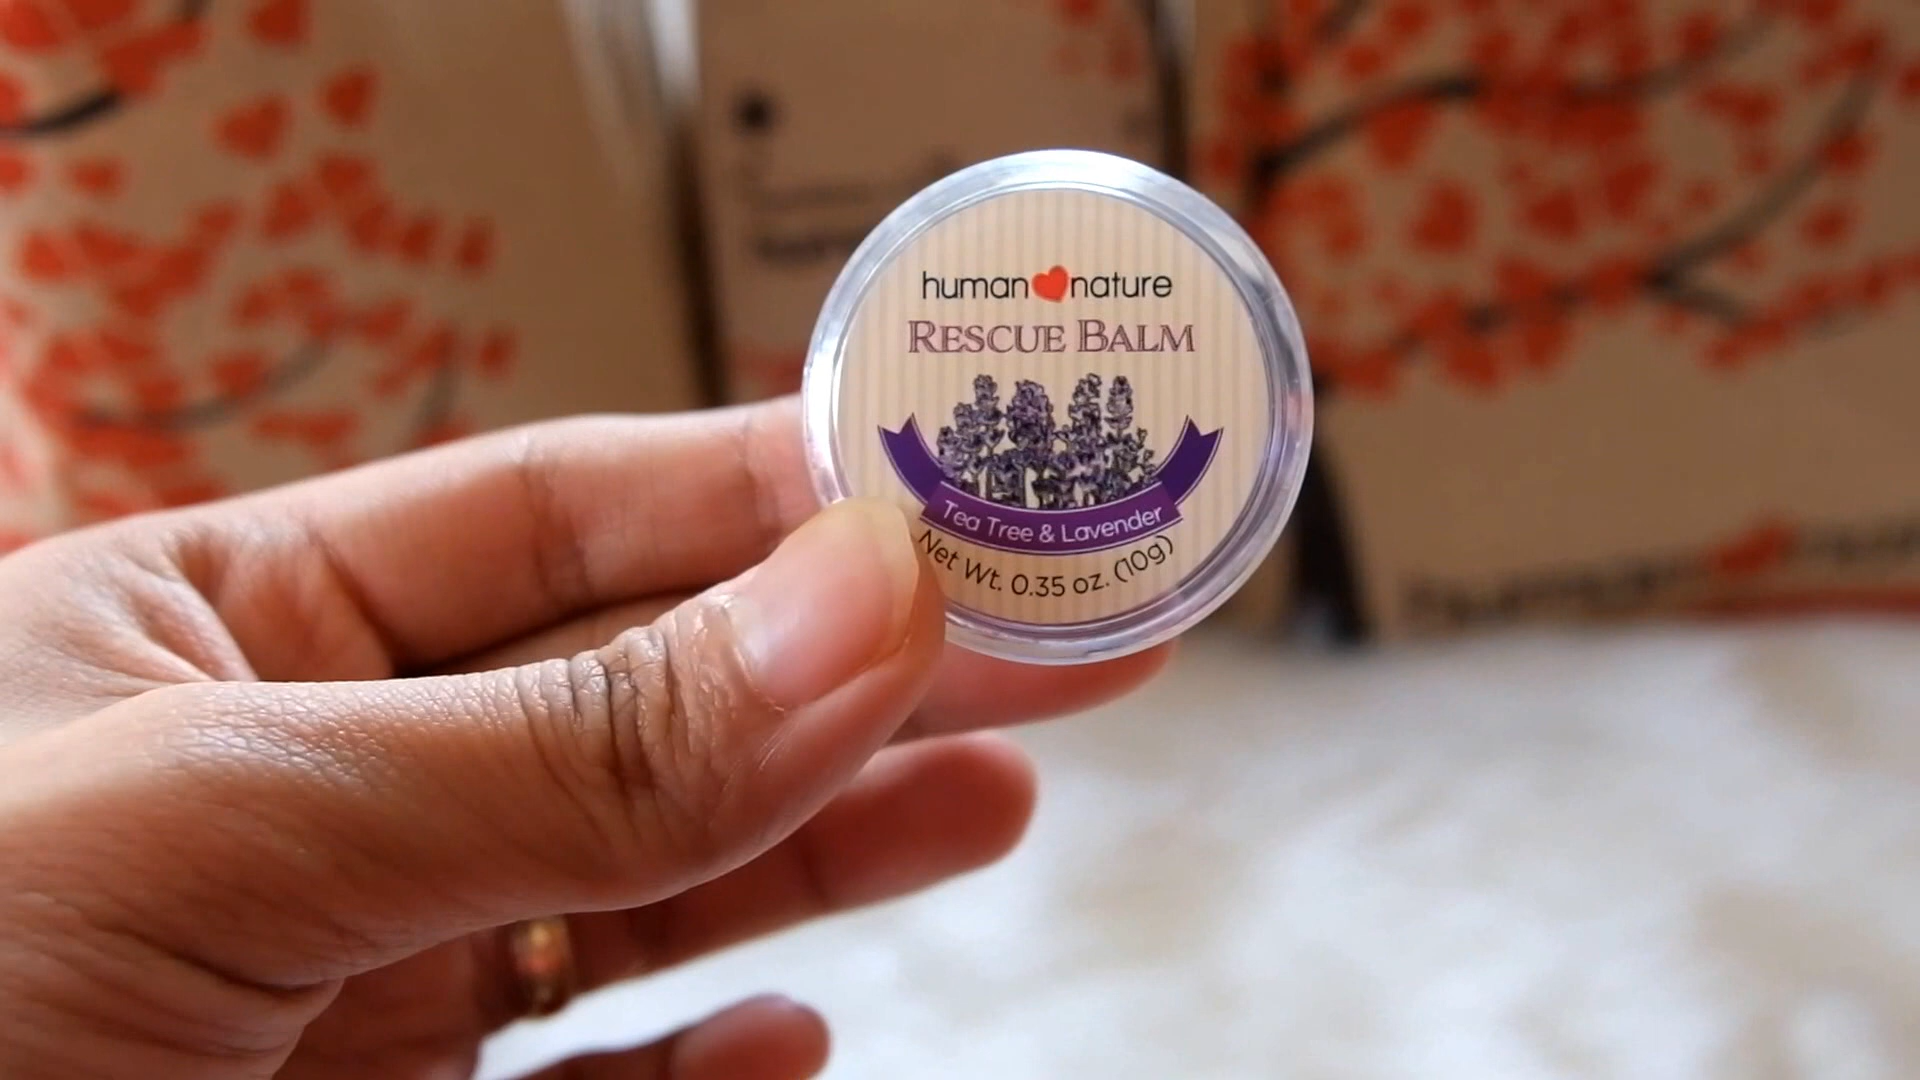 human nature
RESCUE BALM
Tea Tree & Lavender
Net Wt. 0.35 oz. (10g)